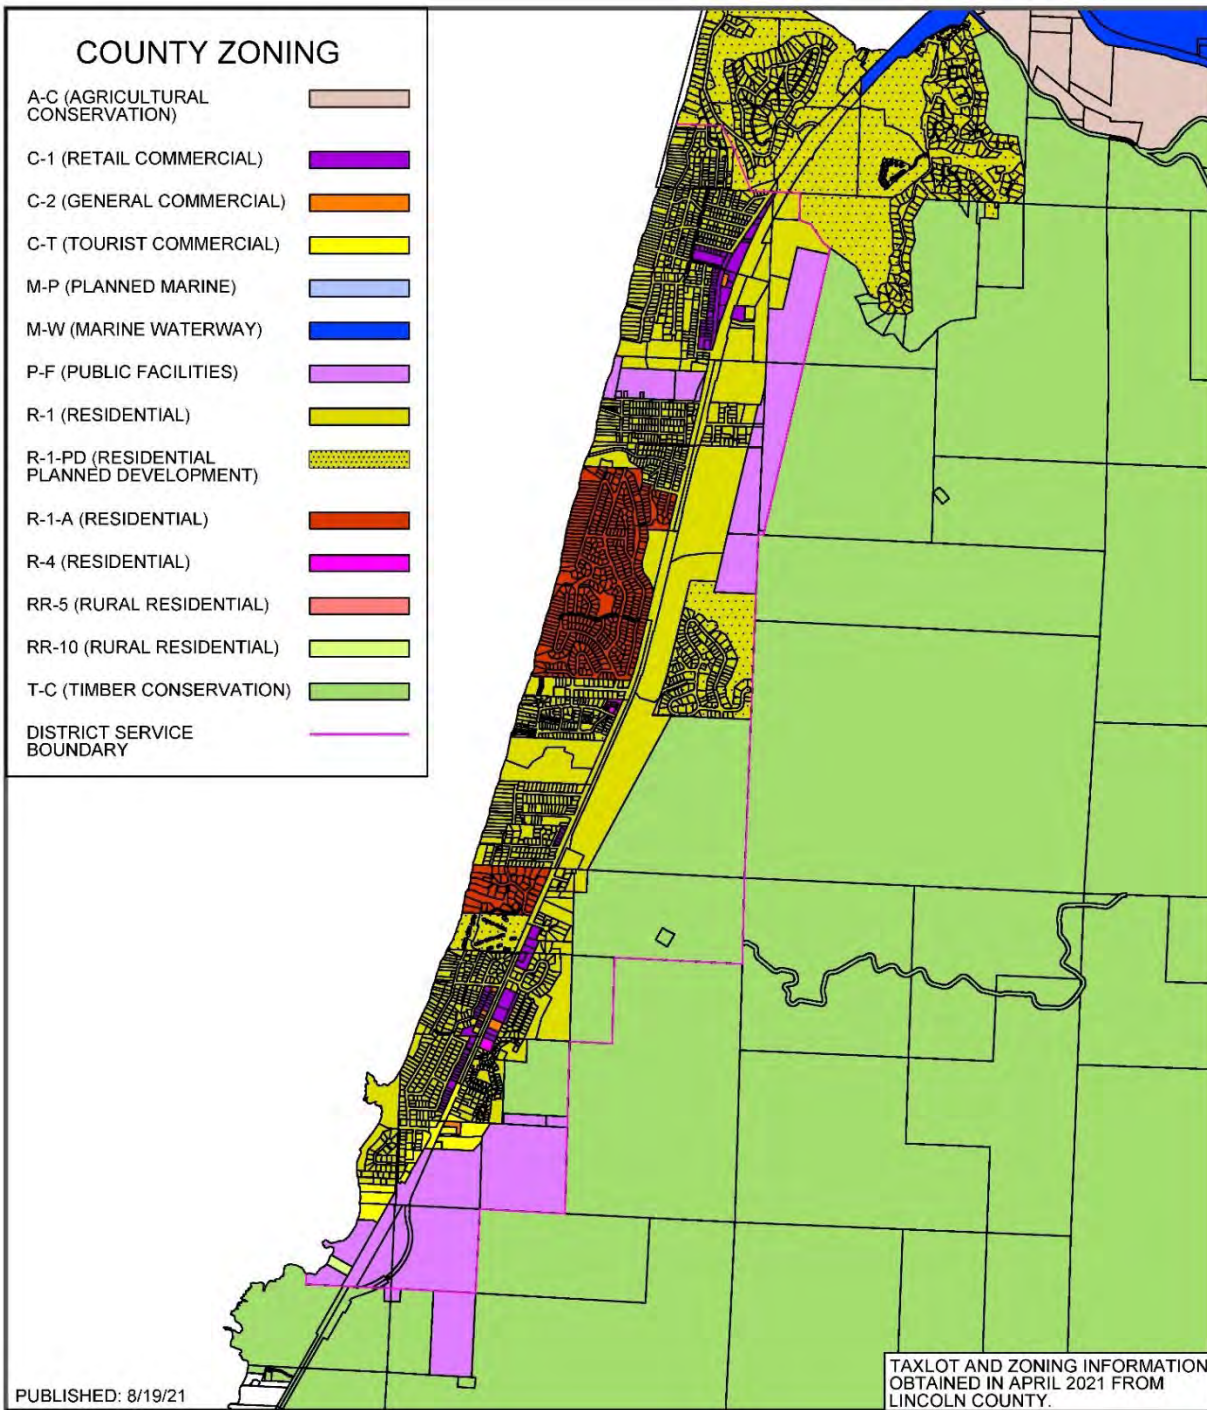 COUNTY ZONING
A-C (AGRICULTURAL
CONSERVATION)
C-1 (RETAIL COMMERCIAL)
C-2 (GENERAL COMMERCIAL)
C-T (TOURIST COMMERCIAL)
M-P (PLANNED MARINE)
M-W (MARINE WATERWAY)
P-F (PUBLIC FACILITIES)
R-1 (RESIDENTIAL)
R-1-PD (RESIDENTIAL
PLANNED DEVELOPMENT)
R-1-A (RESIDENTIAL)
R-4 (RESIDENTIAL)
RR-5 (RURAL RESIDENTIAL)
RR-10 (RURAL RESIDENTIAL)
T-C (TIMBER CONSERVATION)
DISTRICT SERVICE
BOUNDARY
PUBLISHED: 8/19/21
TAXLOT AND ZONING INFORMATION
OBTAINED IN APRIL 2021 FROM
LINCOLN COUNTY.